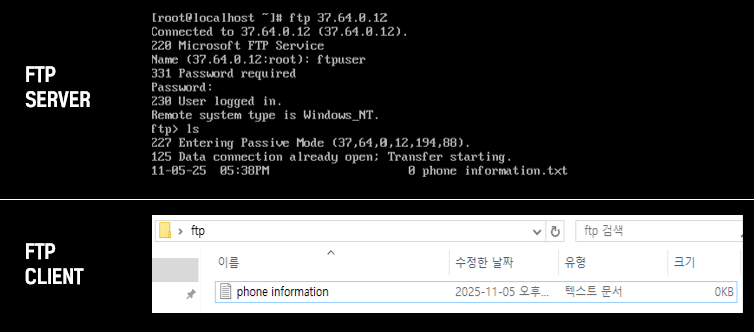 FTP
SERVER
[root@localhost ~]# ftp 37.64.0.12
Connected to 37.64.0.12 (37.64.0.12).
220 Microsoft FTP Service
Name (37.64.0.12:root): ftpuser
331 Password required
Password:
230 User logged in.
Remote system type is Windows_NT.
ftp> ls
227 Entering Passive Mode (37,64,0,12,194,88).
125 Data connection already open; Transfer starting.
11-05-25  05:38PM                    0 phone information.txt
FTP
CLIENT
> ftp
ftp 검색
이름 수정한 날짜 유형 크기
phone information 2025-11-05 오후... 텍스트 문서 0KB